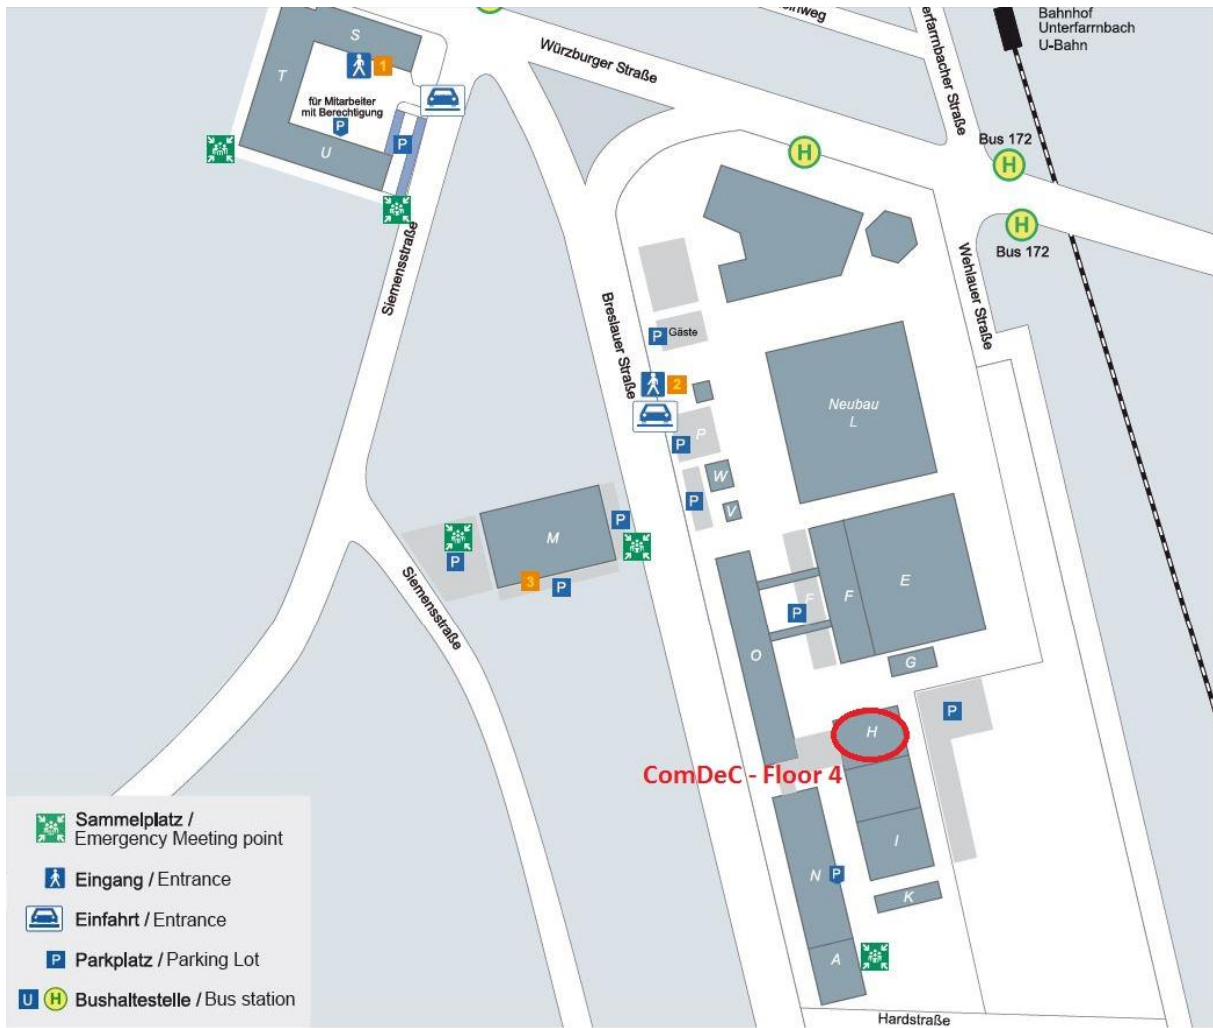 Bahnhof
Unterfarrnbach
U-Bahn
Würzburger Straße
S
1
T
für Mitarbeiter
mit Berechtigung
P
P
U
H
Bus 172
H
H
Bus 172
Siemensstraße
Wehlauer Straße
Breslauer Straße
P
Gäste
2
Neubau
L
P
P
W
P
V
M
P
P
3
P
Siemensstraße
F
P
F
E
O
G
P
H
ComDeC - Floor 4
I
N
P
K
A
Hardstraße
Sammelplatz /
Emergency Meeting point
Eingang / Entrance
Einfahrt / Entrance
P Parkplatz / Parking Lot
U H Bushaltestelle / Bus station